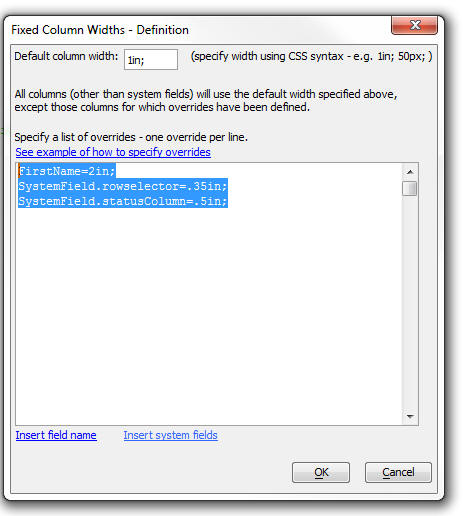 Fixed Column Widths - Definition
Default column width: 1in; (specify width using CSS syntax - e.g. 1in; 50px; )
All columns (other than system fields) will use the default width specified above,
except those columns for which overrides have been defined.
Specify a list of overrides - one override per line.
See example of how to specify overrides
FirstName=2in;
SystemField.rowselector=.35in;
SystemField.statusColumn=.5in;
Insert field name Insert system fields
OK Cancel